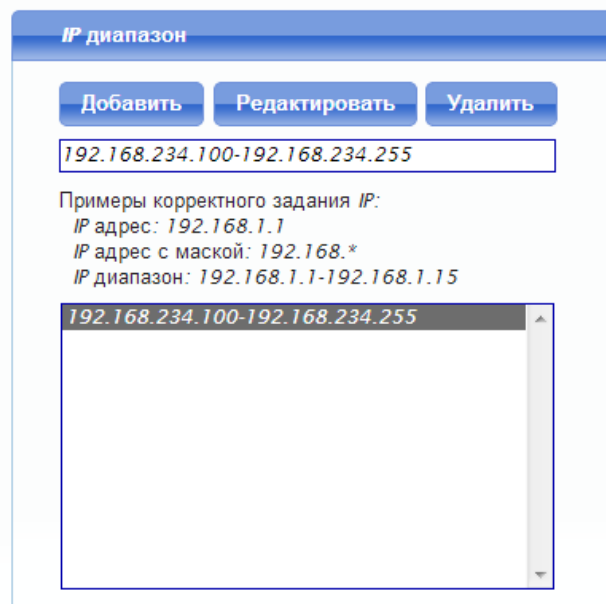 IP диапазон
Добавить Редактировать Удалить
192.168.234.100-192.168.234.255
Примеры корректного задания IP:
IP адрес: 192.168.1.1
IP адрес с маской: 192.168.*
IP диапазон: 192.168.1.1-192.168.1.15
192.168.234.100-192.168.234.255